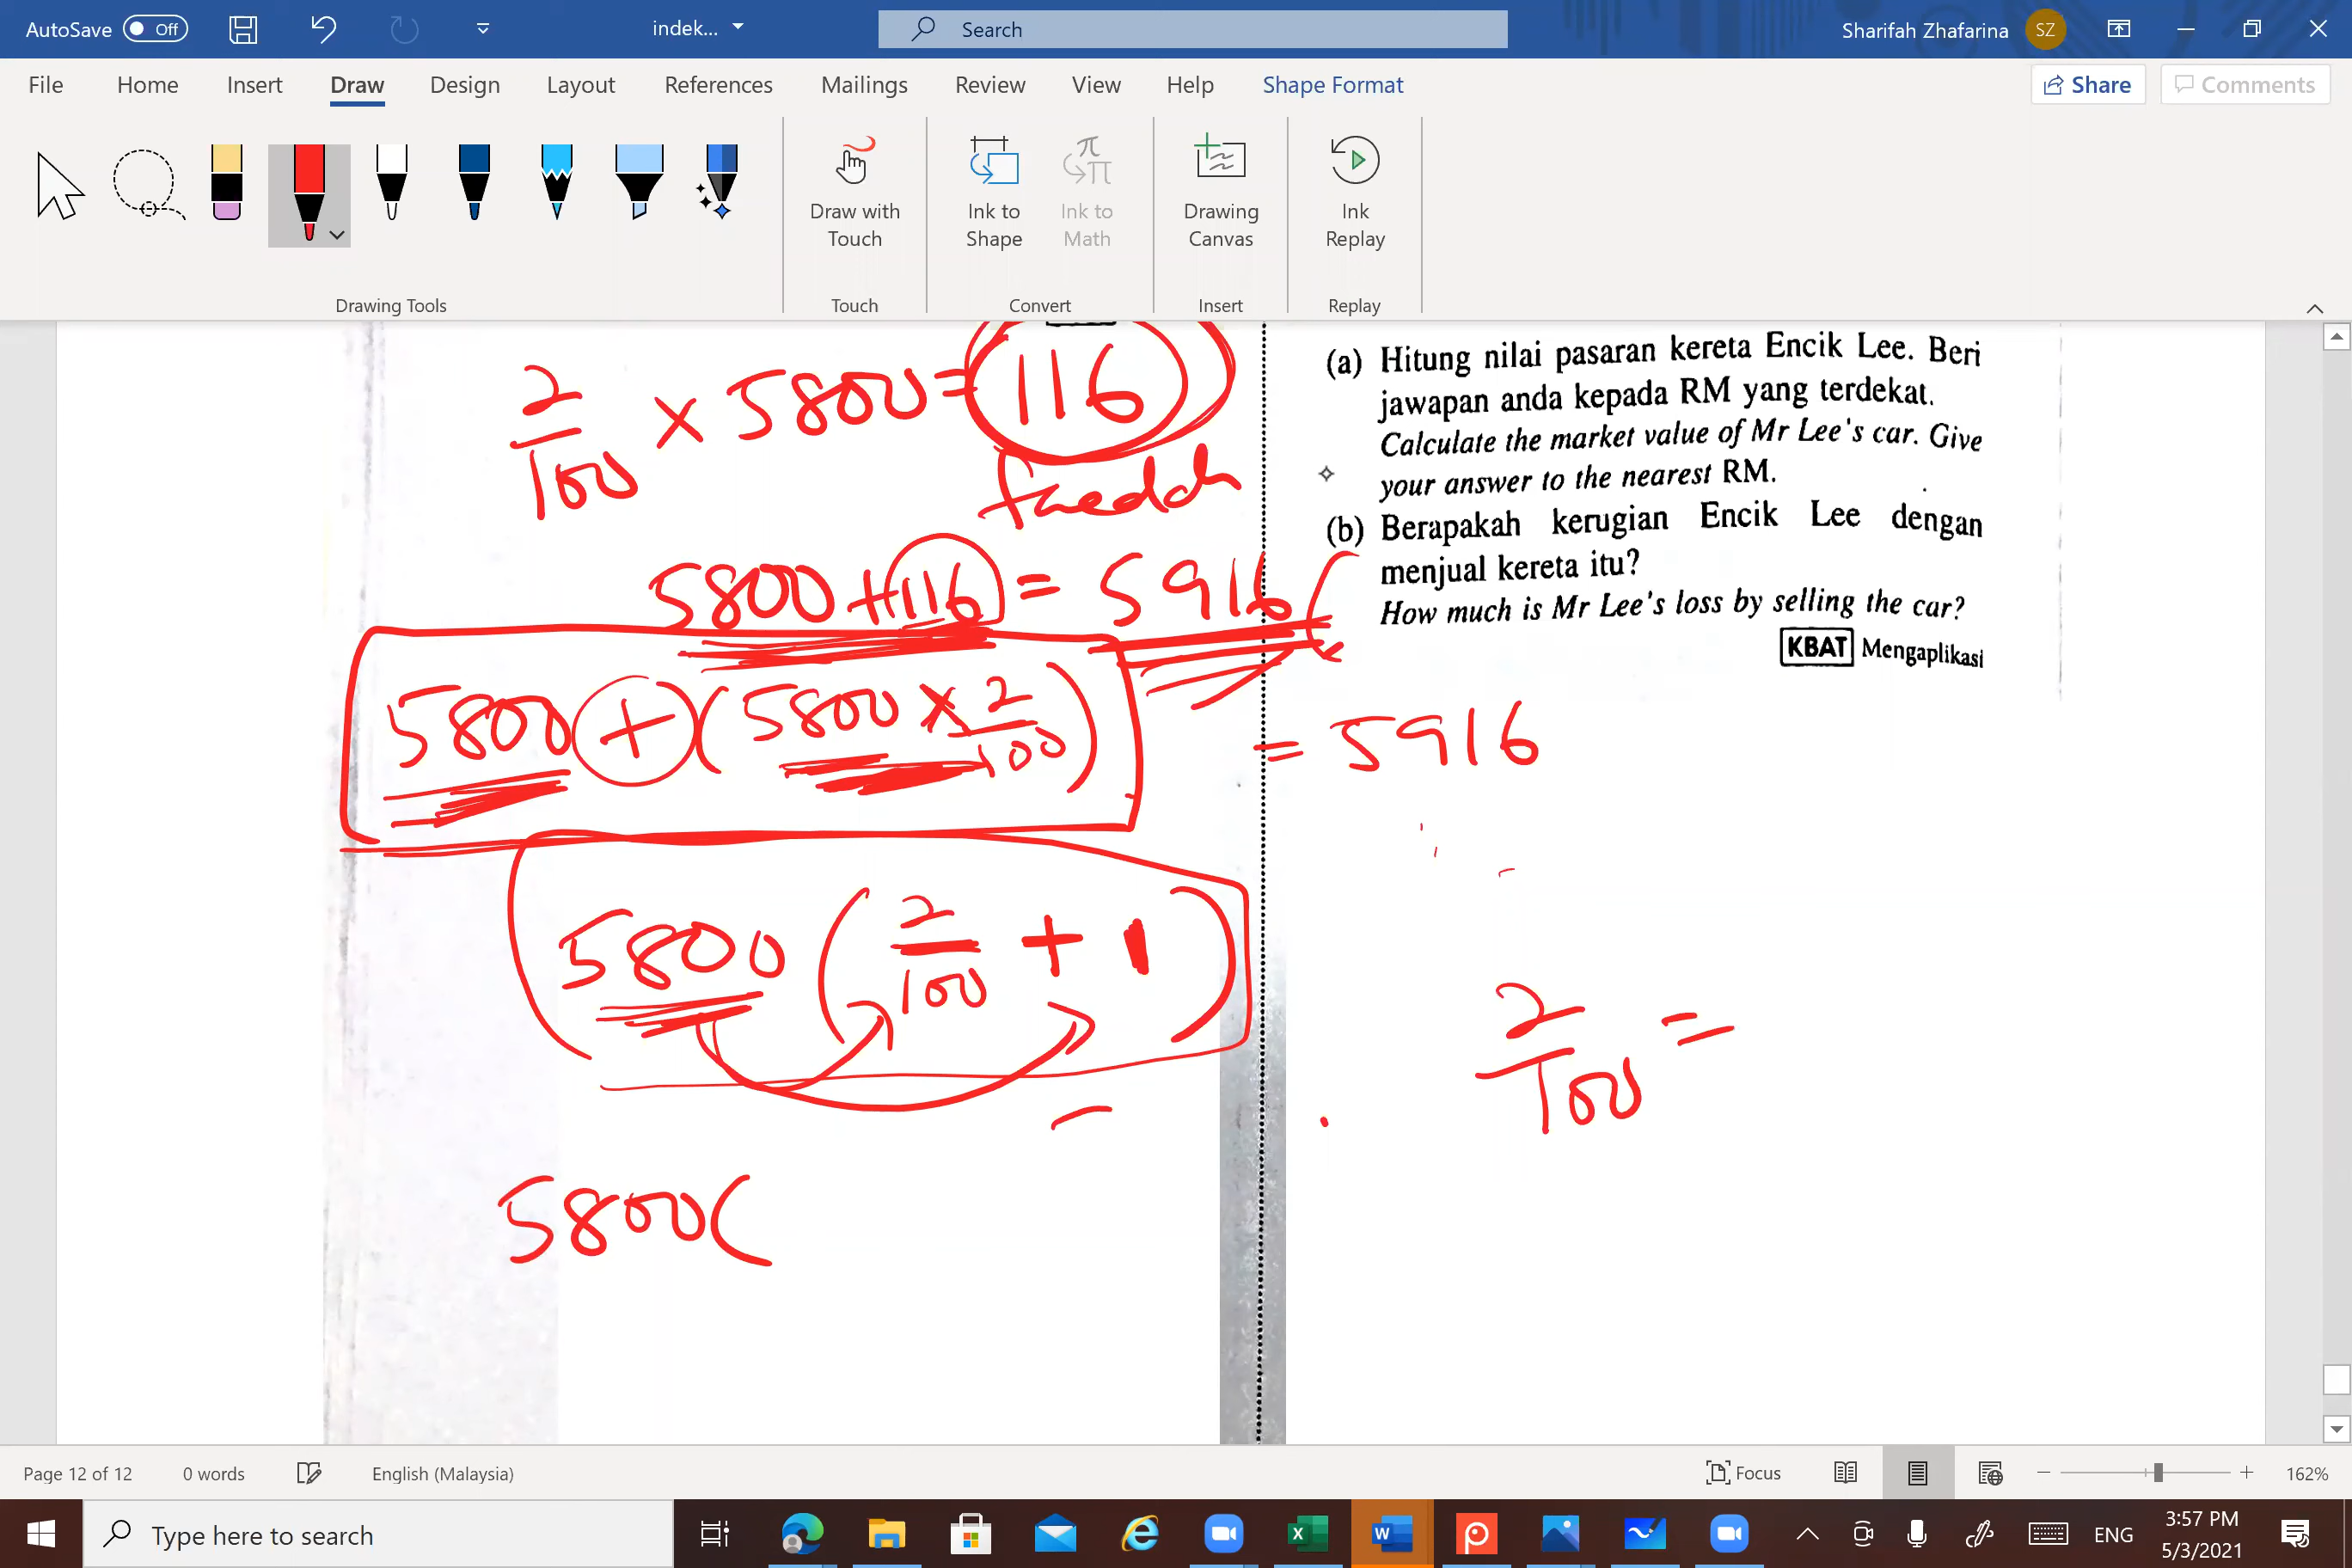 AutoSave Off indek... Search Sharifah Zhafarina SZ
File Home Insert Draw Design Layout References Mailings Review View Help Shape Format Share Comments
Draw with Touch
Ink to Shape
Ink to Math
Drawing Canvas
Ink Replay
Drawing Tools Touch Convert Insert Replay
2/100 × 5800 = 116
5800 + 116 = 5916
5800 + (5800 × 2/100) = 5916
5800 (2/100 + 1)
5800(
2/100 =
(a) Hitung nilai pasaran kereta Encik Lee. Beri
jawapan anda kepada RM yang terdekat.
Calculate the market value of Mr Lee's car. Give
your answer to the nearest RM.
(b) Berapakah kerugian Encik Lee dengan
menjual kereta itu?
How much is Mr Lee's loss by selling the car?
KBAT Mengaplikasi
Page 12 of 12 0 words English (Malaysia) Focus 162%
Type here to search ENG 3:57 PM
5/3/2021